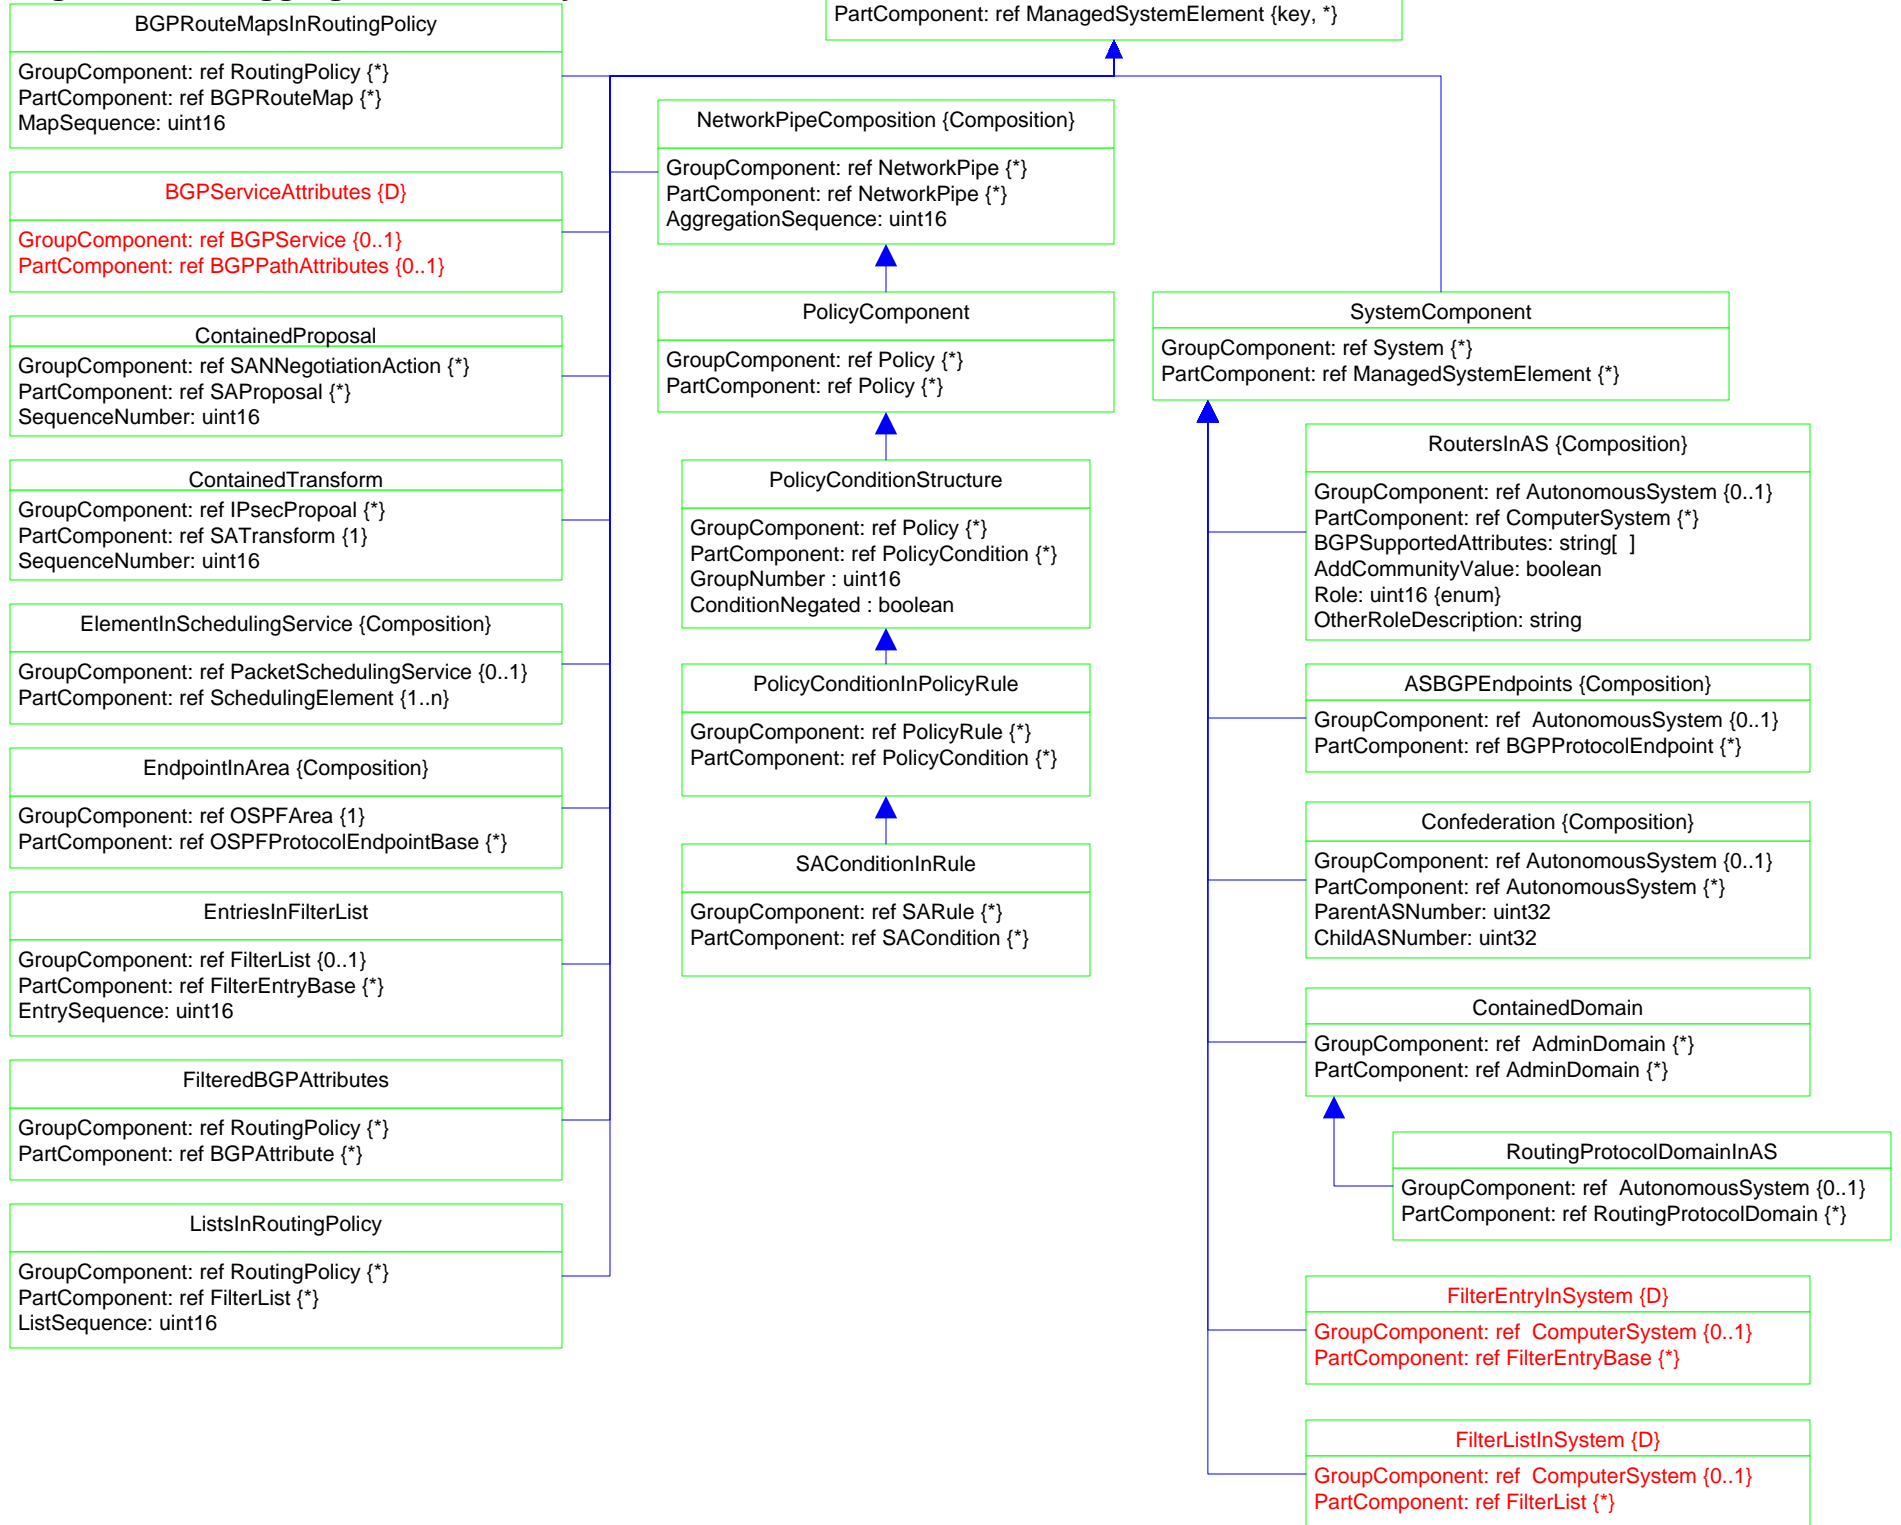 PartComponent: ref ManagedSystemElement {key, *}
BGPRouteMapsInRoutingPolicy
GroupComponent: ref RoutingPolicy {*}
PartComponent: ref BGPRouteMap {*}
MapSequence: uint16
BGPServiceAttributes {D}
GroupComponent: ref BGPService {0..1}
PartComponent: ref BGPPathAttributes {0..1}
ContainedProposal
GroupComponent: ref SANNegotiationAction {*}
PartComponent: ref SAProposal {*}
SequenceNumber: uint16
ContainedTransform
GroupComponent: ref IPsecPropoal {*}
PartComponent: ref SATransform {1}
SequenceNumber: uint16
ElementInSchedulingService {Composition}
GroupComponent: ref PacketSchedulingService {0..1}
PartComponent: ref SchedulingElement {1..n}
EndpointInArea {Composition}
GroupComponent: ref OSPFArea {1}
PartComponent: ref OSPFProtocolEndpointBase {*}
EntriesInFilterList
GroupComponent: ref FilterList {0..1}
PartComponent: ref FilterEntryBase {*}
EntrySequence: uint16
FilteredBGPAttributes
GroupComponent: ref RoutingPolicy {*}
PartComponent: ref BGPAttribute {*}
ListsInRoutingPolicy
GroupComponent: ref RoutingPolicy {*}
PartComponent: ref FilterList {*}
ListSequence: uint16
NetworkPipeComposition {Composition}
GroupComponent: ref NetworkPipe {*}
PartComponent: ref NetworkPipe {*}
AggregationSequence: uint16
PolicyComponent
GroupComponent: ref Policy {*}
PartComponent: ref Policy {*}
PolicyConditionStructure
GroupComponent: ref Policy {*}
PartComponent: ref PolicyCondition {*}
GroupNumber : uint16
ConditionNegated : boolean
PolicyConditionInPolicyRule
GroupComponent: ref PolicyRule {*}
PartComponent: ref PolicyCondition {*}
SAConditionInRule
GroupComponent: ref SARule {*}
PartComponent: ref SACondition {*}
SystemComponent
GroupComponent: ref System {*}
PartComponent: ref ManagedSystemElement {*}
RoutersInAS {Composition}
GroupComponent: ref AutonomousSystem {0..1}
PartComponent: ref ComputerSystem {*}
BGPSupportedAttributes: string[ ]
AddCommunityValue: boolean
Role: uint16 {enum}
OtherRoleDescription: string
ASBGPEndpoints {Composition}
GroupComponent: ref AutonomousSystem {0..1}
PartComponent: ref BGPProtocolEndpoint {*}
Confederation {Composition}
GroupComponent: ref AutonomousSystem {0..1}
PartComponent: ref AutonomousSystem {*}
ParentASNumber: uint32
ChildASNumber: uint32
ContainedDomain
GroupComponent: ref AdminDomain {*}
PartComponent: ref AdminDomain {*}
RoutingProtocolDomainInAS
GroupComponent: ref AutonomousSystem {0..1}
PartComponent: ref RoutingProtocolDomain {*}
FilterEntryInSystem {D}
GroupComponent: ref ComputerSystem {0..1}
PartComponent: ref FilterEntryBase {*}
FilterListInSystem {D}
GroupComponent: ref ComputerSystem {0..1}
PartComponent: ref FilterList {*}